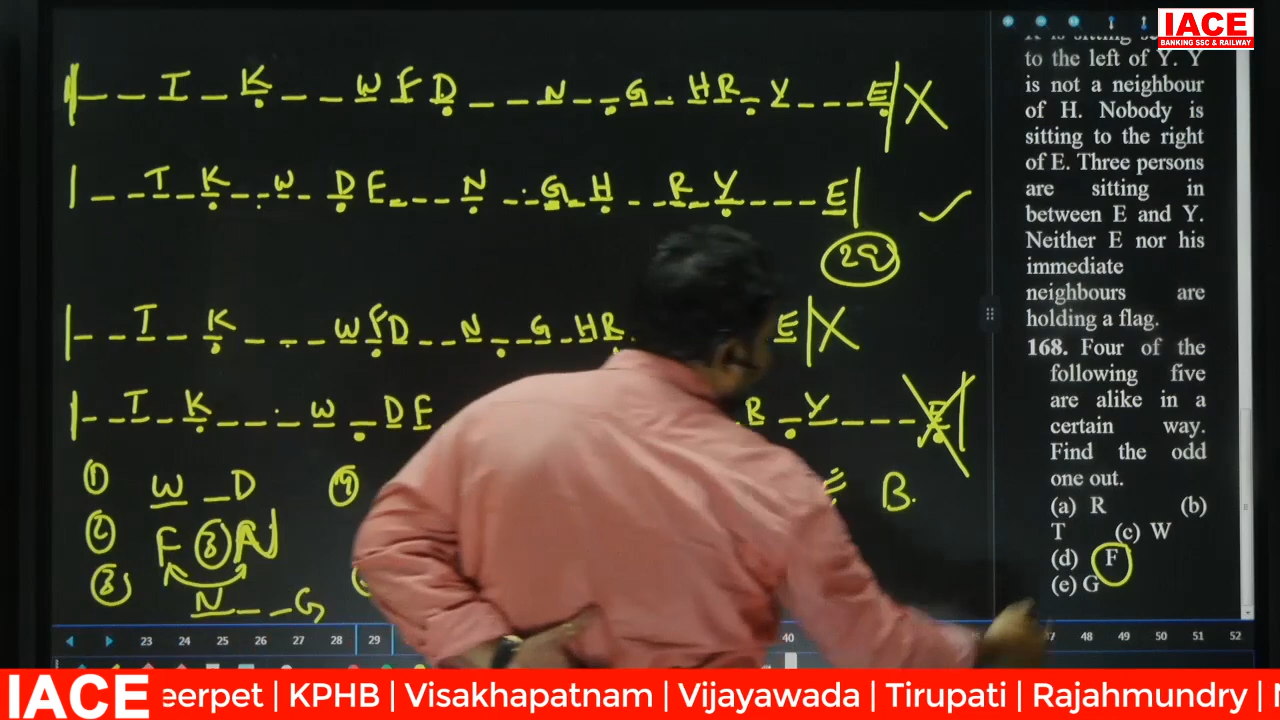 IACE
BANKING SSC & RAILWAY
to the left of Y. Y
is not a neighbour
of H. Nobody is
sitting to the right
of E. Three persons
are sitting in
between E and Y.
Neither E nor his
immediate
neighbours are
holding a flag.
168. Four of the
following five
are alike in a
certain way.
Find the odd
one out.
(a) R (b)
T (c) W
(d) F
(e) G
| _ _ T _ K _ _ W F D _ _ N _ _ G _ H R _ Y _ _ _ E | X
| _ _ T _ K _ _ W _ D F _ _ _ N _ _ G _ H _ _ R _ Y _ _ _ E |
29
| _ _ T _ K _ _ _ W F D _ _ N _ _ G _ H R E | X
| _ _ T _ K _ _ _ W _ D F R _ Y _ _ _ E |
1 W _ D
2 F 8 N
3 N _ _ G
4
B.
23 24 25 26 27 28 29 40 48 49 50 51 52
IACE eerpet | KPHB | Visakhapatnam | Vijayawada | Tirupati | Rajahmundry |